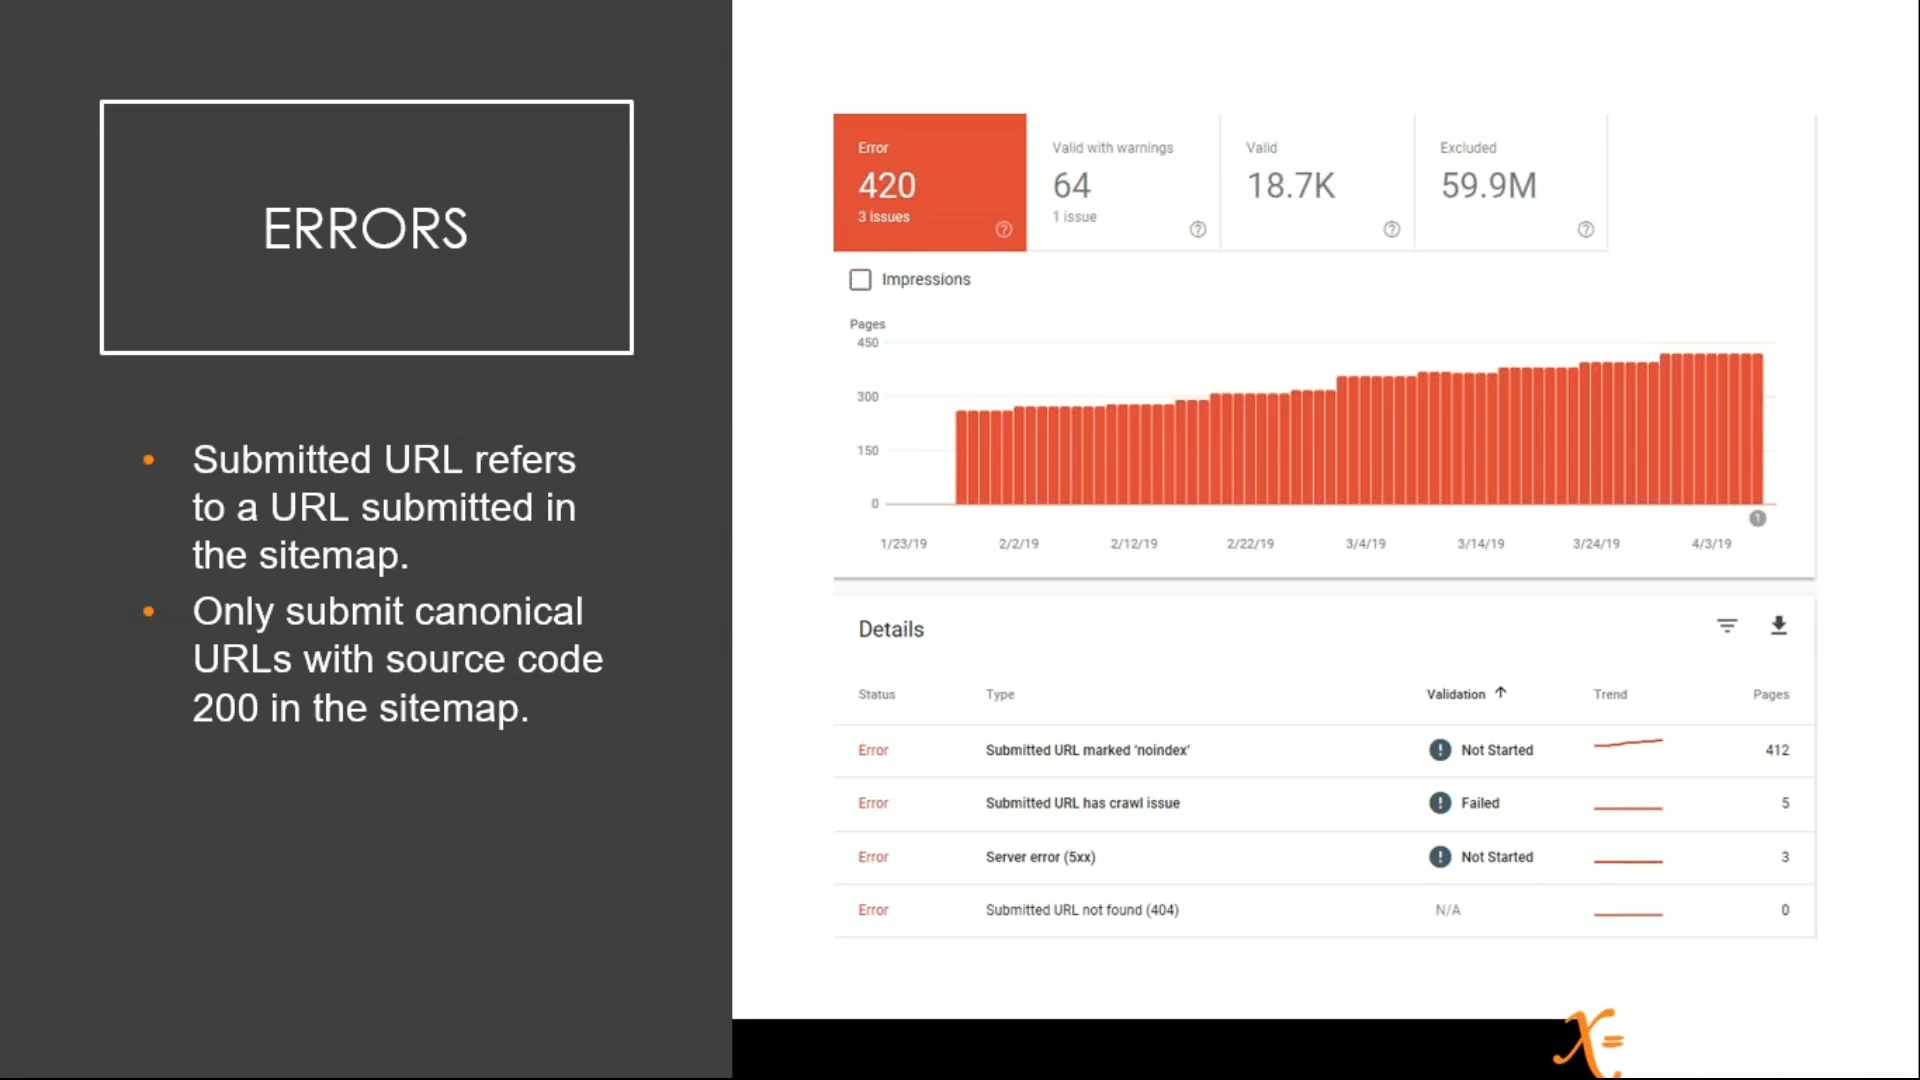 ERRORS
• Submitted URL refers
to a URL submitted in
the sitemap.
• Only submit canonical
URLs with source code
200 in the sitemap.
Error
420
3 issues
Valid with warnings
64
1 issue
Valid
18.7K
Excluded
59.9M
Impressions
Pages
450
300
150
0
1
1/23/19 2/2/19 2/12/19 2/22/19 3/4/19 3/14/19 3/24/19 4/3/19
Details
Status Type Validation Trend Pages
Error Submitted URL marked 'noindex' Not Started 412
Error Submitted URL has crawl issue Failed 5
Error Server error (5xx) Not Started 3
Error Submitted URL not found (404) N/A 0
X=